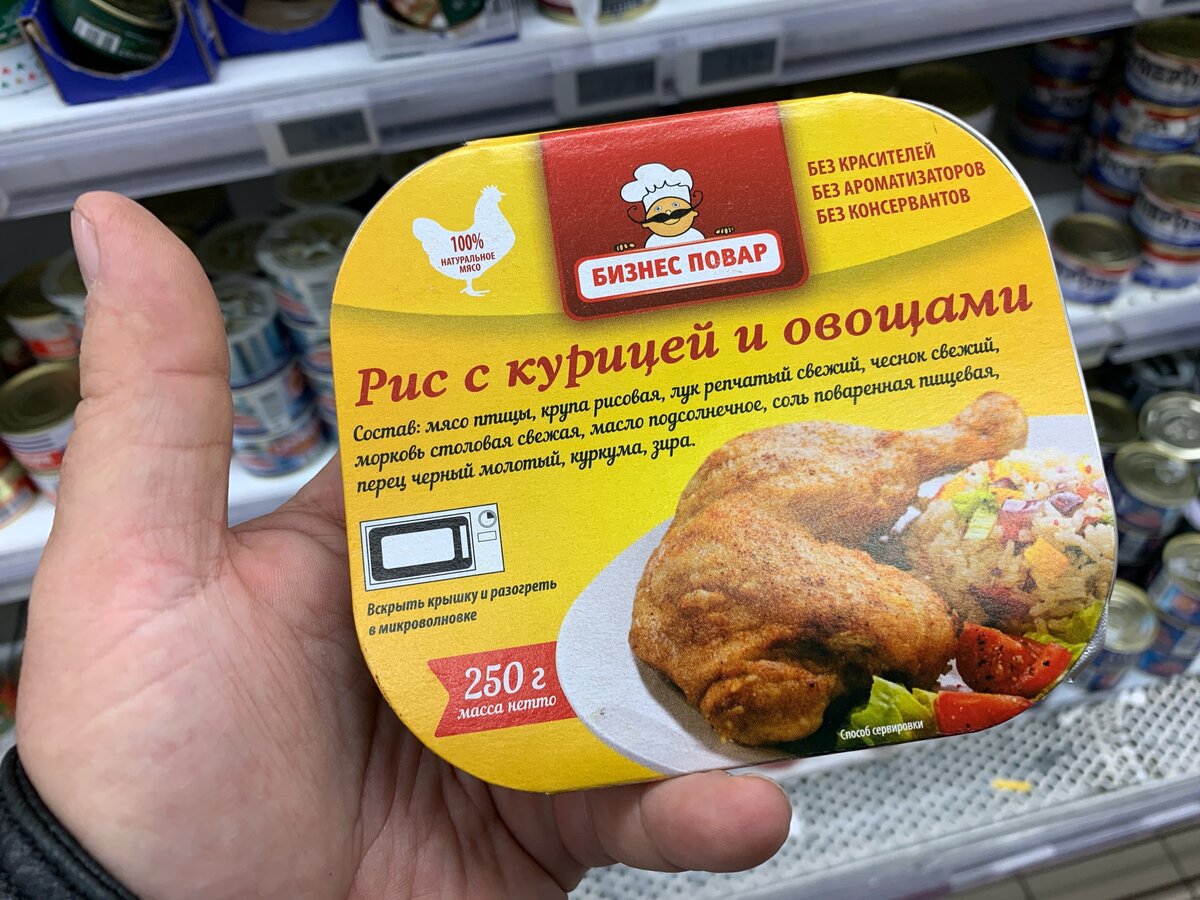 100%
НАТУРАЛЬНОЕ
МЯСО
БИЗНЕС ПОВАР
БЕЗ КРАСИТЕЛЕЙ
БЕЗ АРОМАТИЗАТОРОВ
БЕЗ КОНСЕРВАНТОВ
Рис с курицей и овощами
Состав: мясо птицы, крупа рисовая, лук репчатый свежий, чеснок свежий,
морковь столовая свежая, масло подсолнечное, соль поваренная пищевая,
перец черный молотый, куркума, зира.
Вскрыть крышку и разогреть
в микроволновке
250 г
масса нетто
Способ сервировки